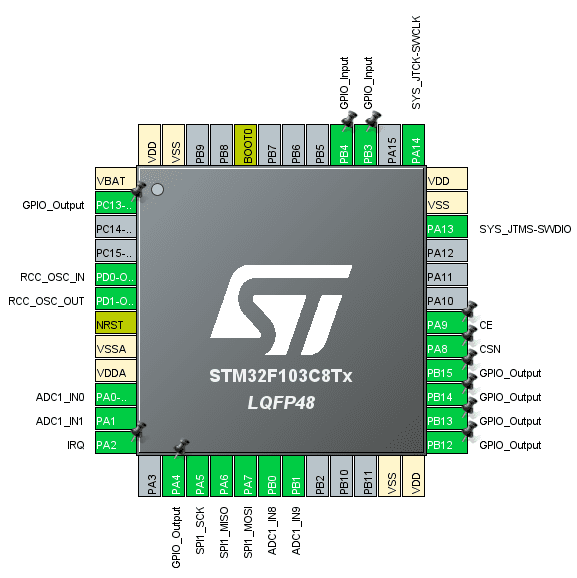 GPIO_Input
GPIO_Input
SYS_JTCK-SWCLK
VDD
VSS
PB9
PB8
BOOT0
PB7
PB6
PB5
PB4
PB3
PA15
PA14
VBAT
GPIO_Output PC13-..
PC14-..
PC15-..
RCC_OSC_IN PD0-O..
RCC_OSC_OUT PD1-O..
NRST
VSSA
VDDA
ADC1_IN0 PA0-..
ADC1_IN1 PA1
IRQ PA2
ST
STM32F103C8Tx
LQFP48
VDD
VSS
PA13 SYS_JTMS-SWDIO
PA12
PA11
PA10
PA9 CE
PA8 CSN
PB15 GPIO_Output
PB14 GPIO_Output
PB13 GPIO_Output
PB12 GPIO_Output
PA3
PA4
PA5
PA6
PA7
PB0
PB1
PB2
PB10
PB11
VSS
VDD
GPIO_Output
SPI1_SCK
SPI1_MISO
SPI1_MOSI
ADC1_IN8
ADC1_IN9